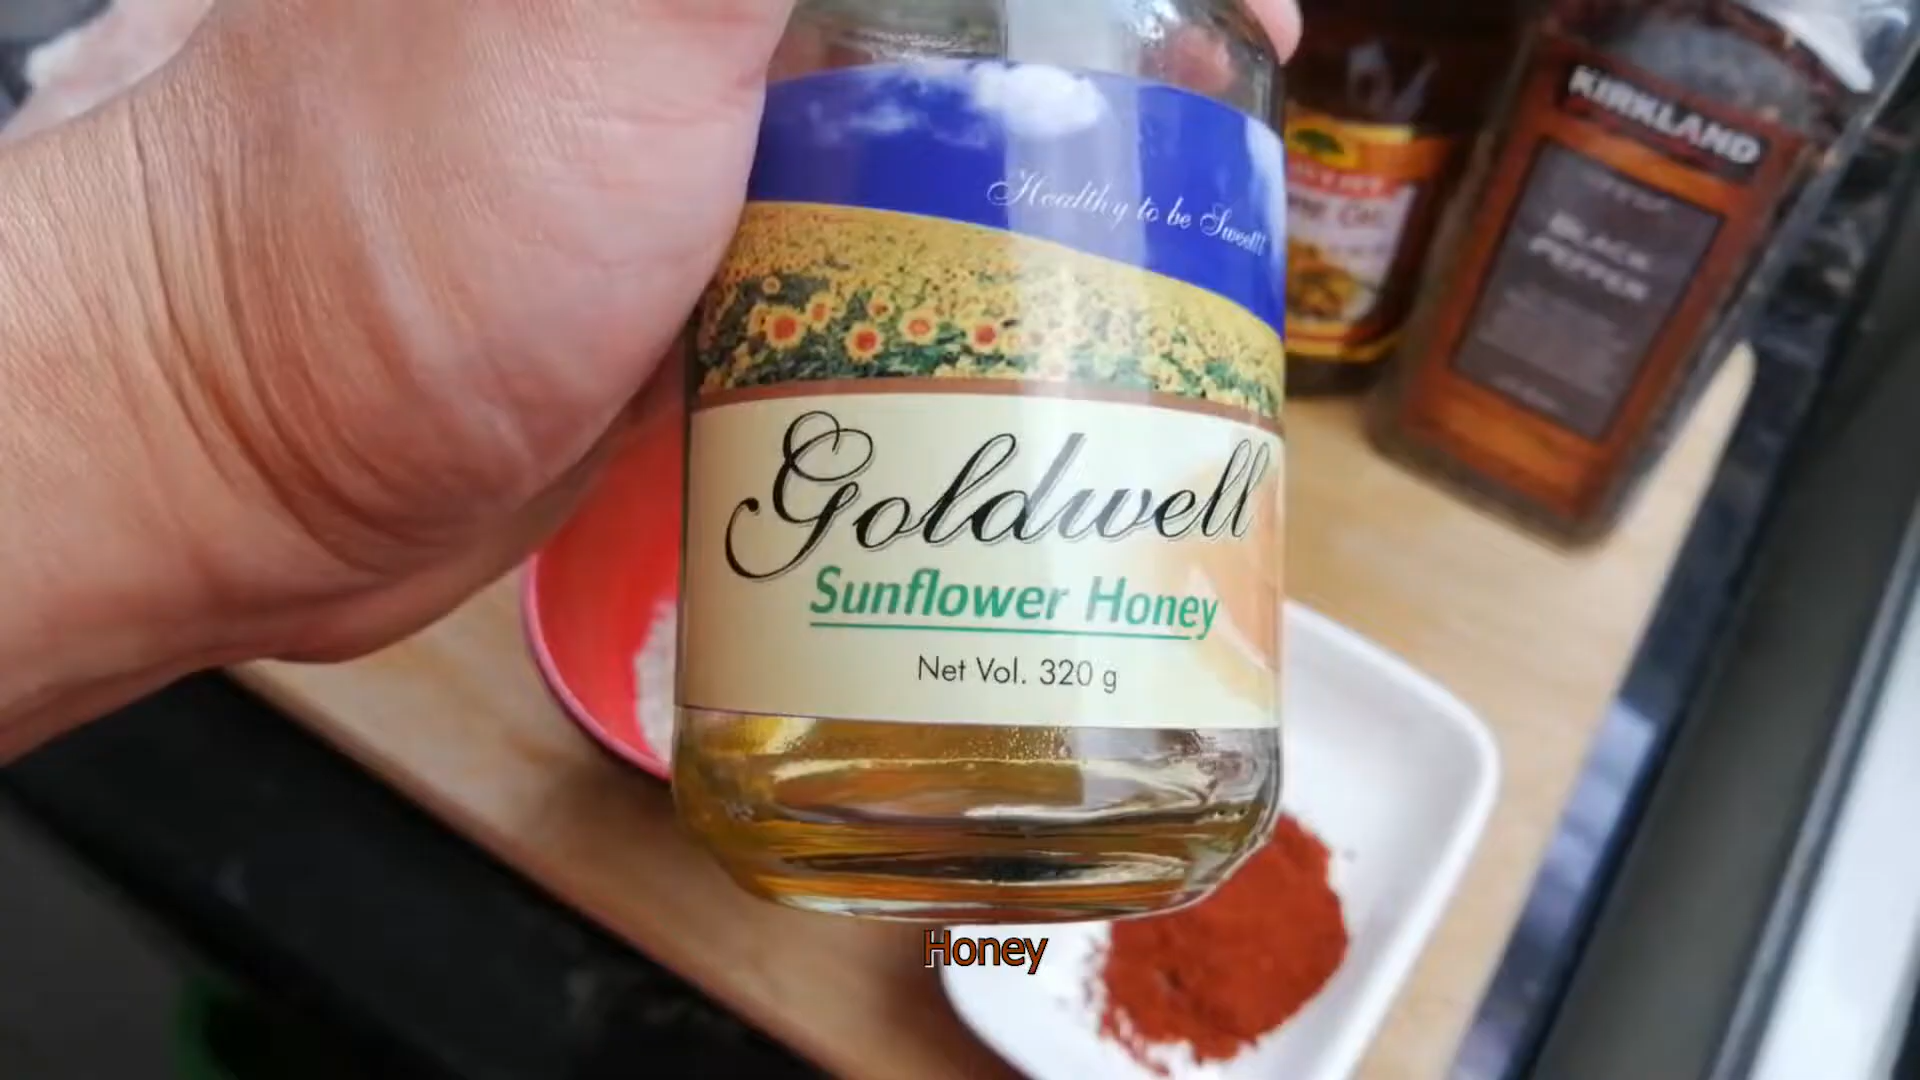 KIRKLAND
BLACK
PEPPER
Healthy to be Sweet!!
Goldwell
Sunflower Honey
Net Vol. 320 g
Honey